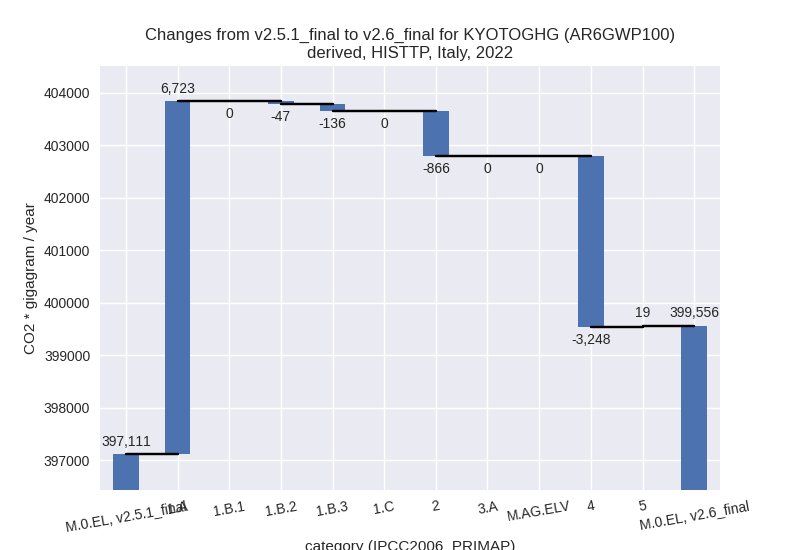 Changes from v2.5.1_final to v2.6_final for KYOTOGHG (AR6GWP100)
derived, HISTTP, Italy, 2022
CO2 * gigagram / year
404000
403000
402000
401000
400000
399000
398000
397000
397,111
6,723
0
-47
-136
0
-866
0
0
-3,248
19
399,556
M.0.EL, v2.5.1_final
1.A
1.B.1
1.B.2
1.B.3
1.C
2
3.A
M.AG.ELV
4
5
M.0.EL, v2.6_final
category (IPCC2006_PRIMAP)